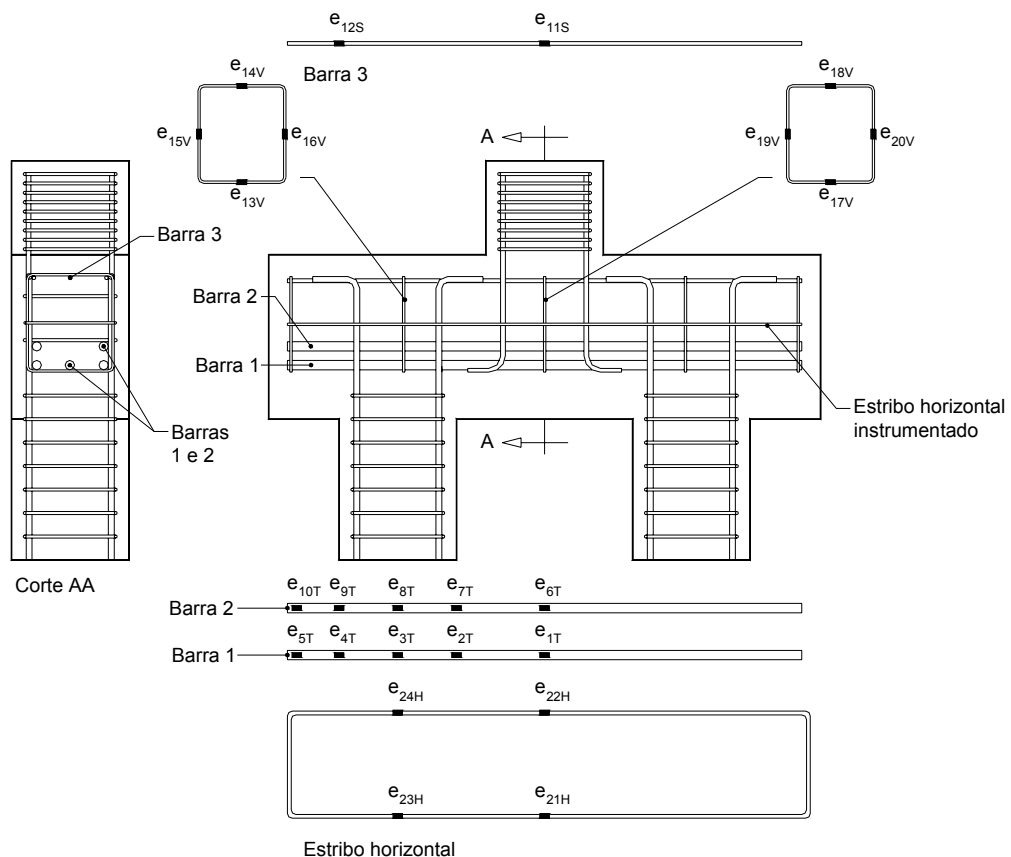 e12S e11S
Barra 3
e14V e18V
e15V e16V A e19V e20V
e13V e17V
Barra 3
Barra 2
Barra 1
Estribo horizontal
instrumentado
Barras
1 e 2
A
Corte AA
e10T e9T e8T e7T e6T
Barra 2
e5T e4T e3T e2T e1T
Barra 1
e24H e22H
e23H e21H
Estribo horizontal